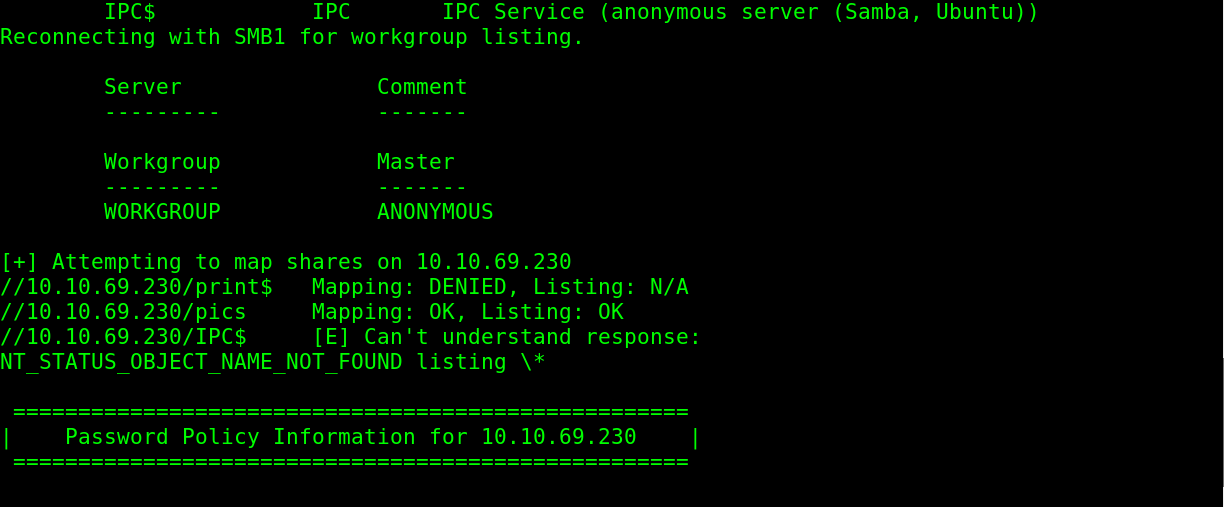 IPC$ IPC IPC Service (anonymous server (Samba, Ubuntu))
Reconnecting with SMB1 for workgroup listing.
Server Comment
--------- -------
Workgroup Master
--------- -------
WORKGROUP ANONYMOUS
[+] Attempting to map shares on 10.10.69.230
//10.10.69.230/print$ Mapping: DENIED, Listing: N/A
//10.10.69.230/pics Mapping: OK, Listing: OK
//10.10.69.230/IPC$ [E] Can't understand response:
NT_STATUS_OBJECT_NAME_NOT_FOUND listing \*
====================================================
| Password Policy Information for 10.10.69.230 |
====================================================